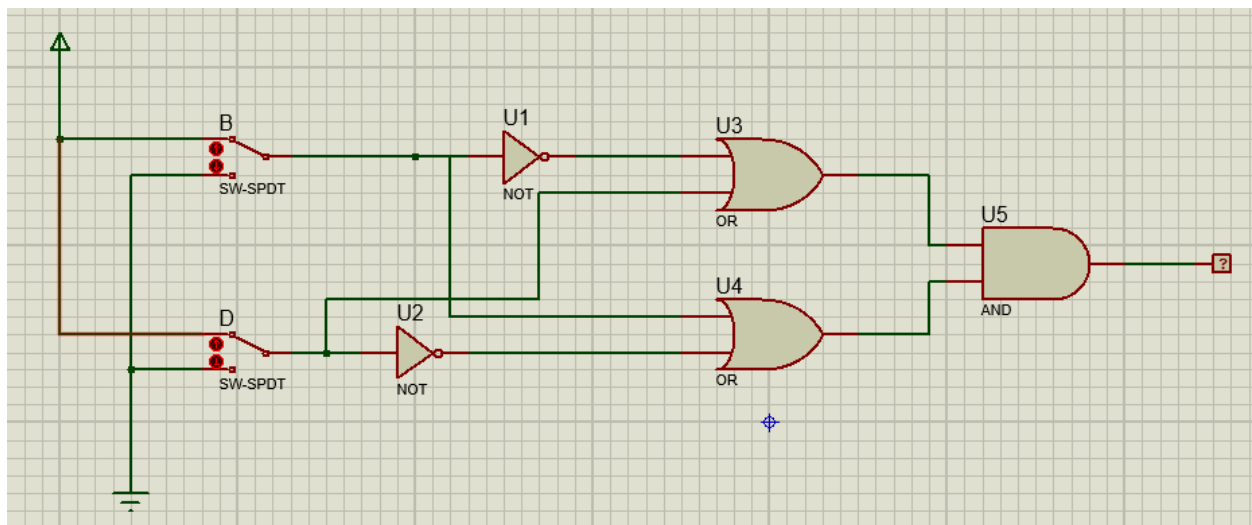 B
SW-SPDT
U1
NOT
U3
OR
U5
AND
?
D
SW-SPDT
U2
NOT
U4
OR